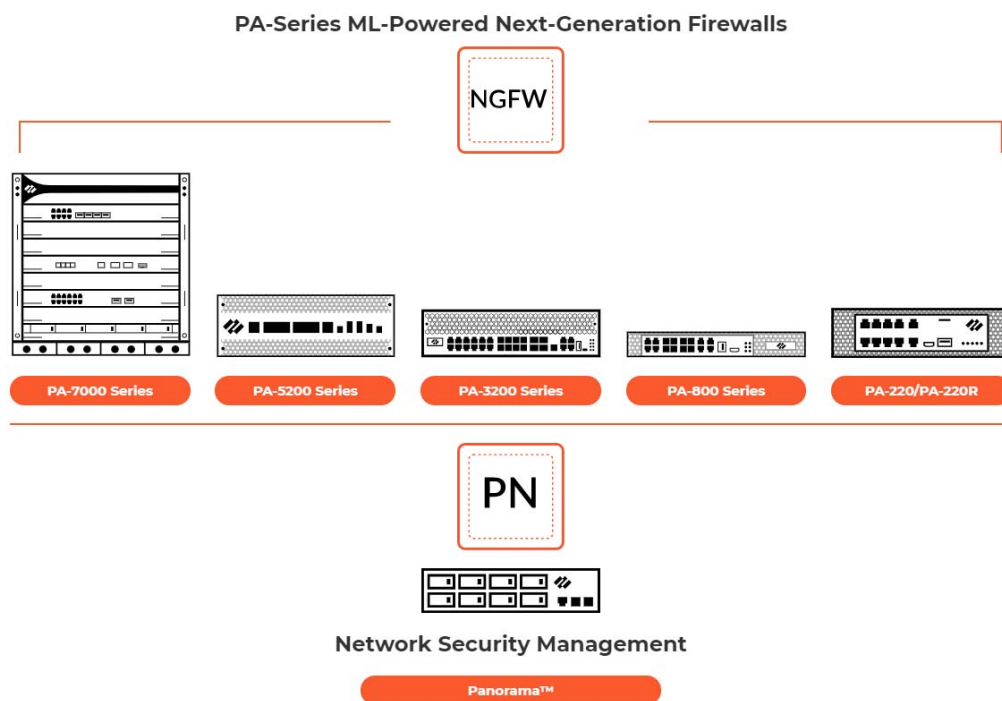 PA-Series ML-Powered Next-Generation Firewalls
NGFW
PA-7000 Series
PA-5200 Series
PA-3200 Series
PA-800 Series
PA-220/PA-220R
PN
Network Security Management
Panorama™